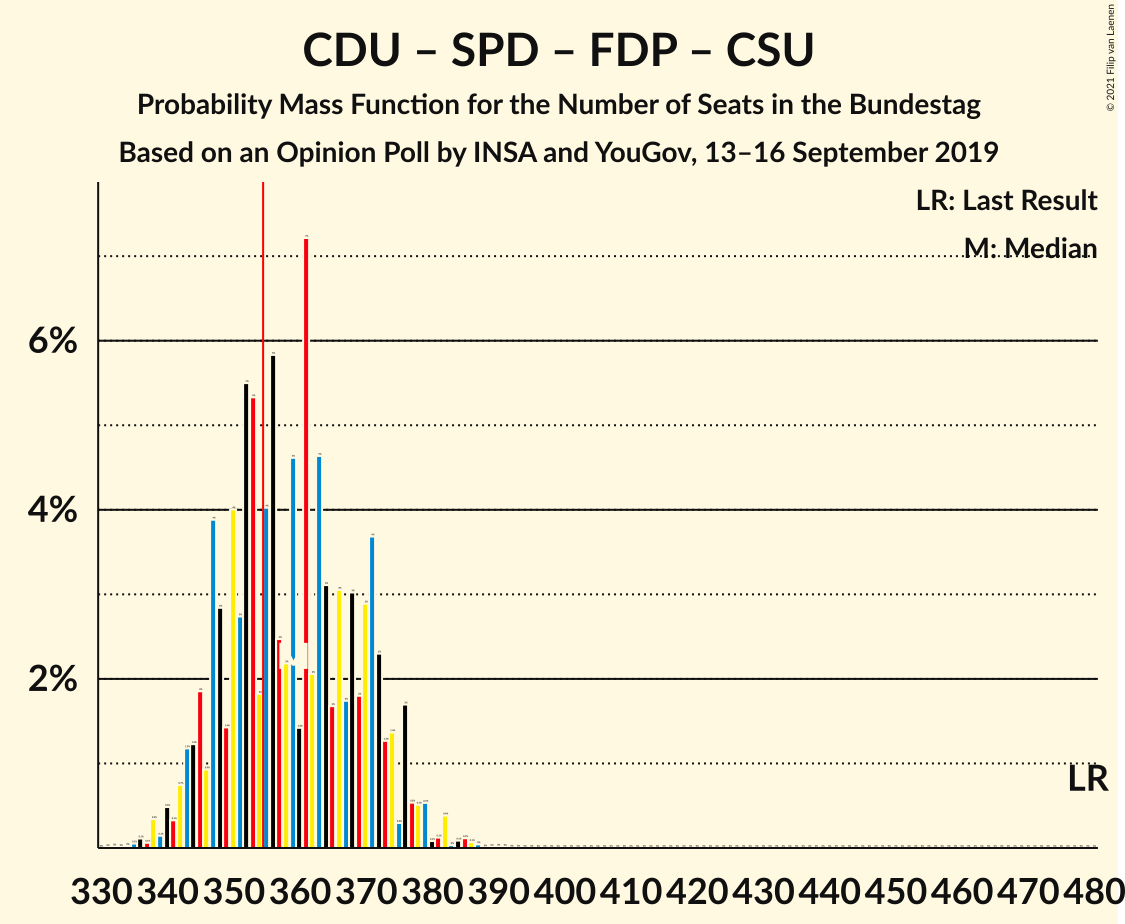 CDU – SPD – FDP – CSU
Probability Mass Function for the Number of Seats in the Bundestag
Based on an Opinion Poll by INSA and YouGov, 13–16 September 2019
© 2021 Filip van Laenen
LR: Last Result
M: Median
6%
4%
2%
M
LR
330 340 350 360 370 380 390 400 410 420 430 440 450 460 470 480